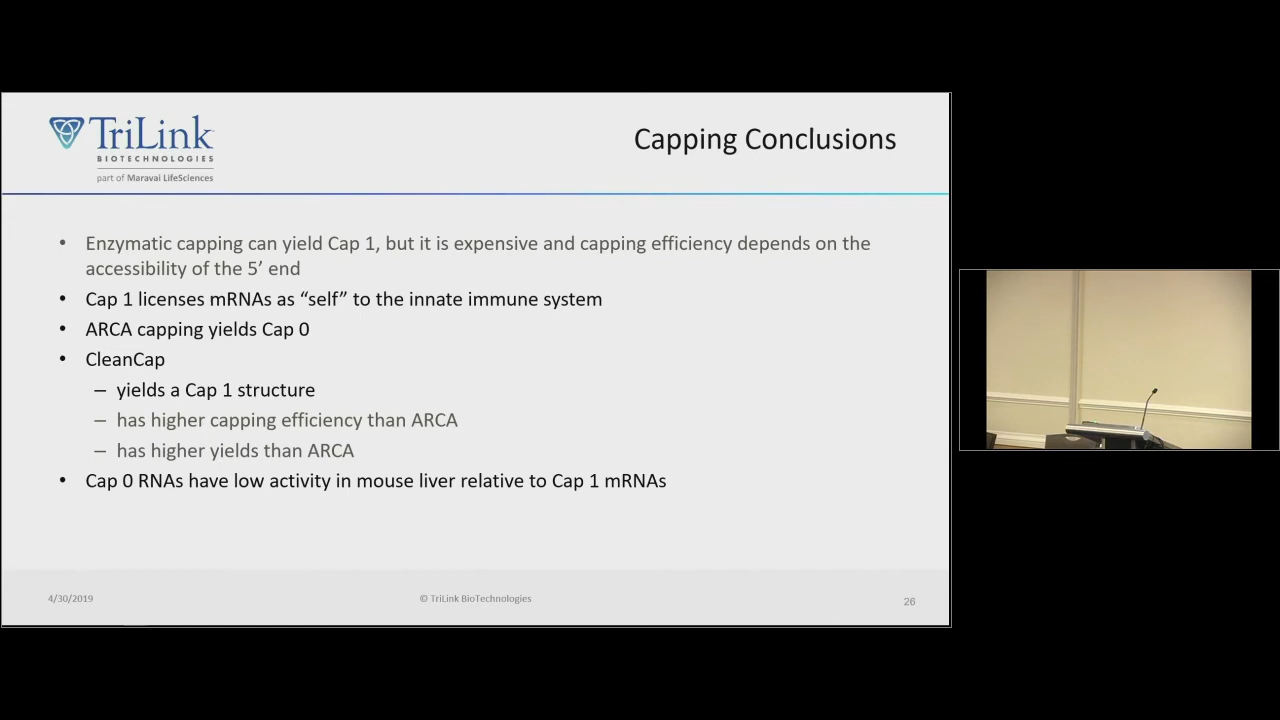 TriLink
BIOTECHNOLOGIES
part of Maravai LifeSciences
Capping Conclusions
• Enzymatic capping can yield Cap 1, but it is expensive and capping efficiency depends on the
accessibility of the 5’ end
• Cap 1 licenses mRNAs as “self” to the innate immune system
• ARCA capping yields Cap 0
• CleanCap
– yields a Cap 1 structure
– has higher capping efficiency than ARCA
– has higher yields than ARCA
• Cap 0 RNAs have low activity in mouse liver relative to Cap 1 mRNAs
4/30/2019
© TriLink BioTechnologies
26